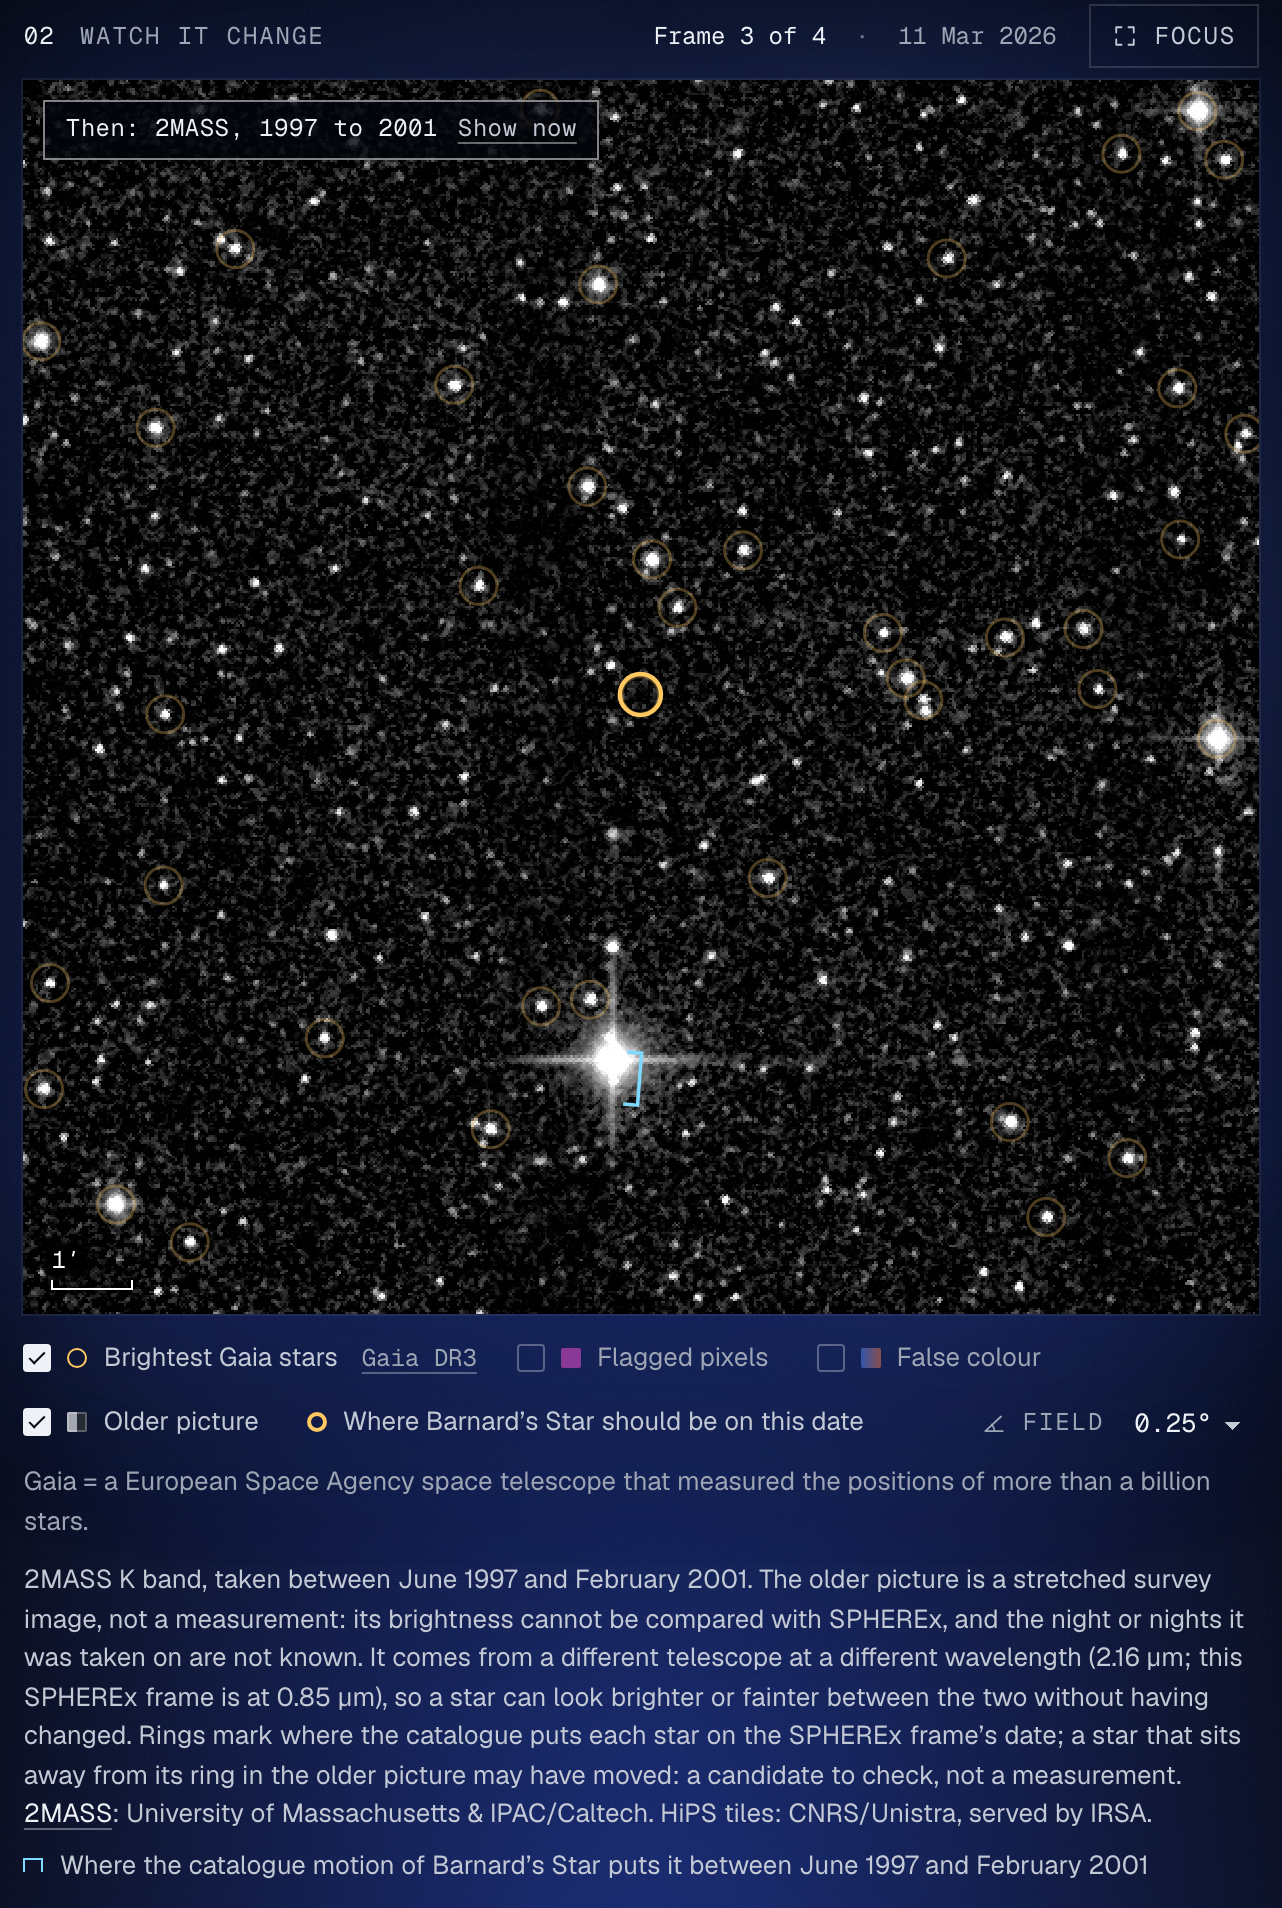 02 WATCH IT CHANGE
Frame 3 of 4 · 11 Mar 2026
FOCUS
Then: 2MASS, 1997 to 2001 Show now
1′
Brightest Gaia stars Gaia DR3 Flagged pixels False colour
Older picture Where Barnard’s Star should be on this date FIELD 0.25°
Gaia = a European Space Agency space telescope that measured the positions of more than a billion
stars.
2MASS K band, taken between June 1997 and February 2001. The older picture is a stretched survey
image, not a measurement: its brightness cannot be compared with SPHEREx, and the night or nights it
was taken on are not known. It comes from a different telescope at a different wavelength (2.16 µm; this
SPHEREx frame is at 0.85 µm), so a star can look brighter or fainter between the two without having
changed. Rings mark where the catalogue puts each star on the SPHEREx frame’s date; a star that sits
away from its ring in the older picture may have moved: a candidate to check, not a measurement.
2MASS: University of Massachusetts & IPAC/Caltech. HiPS tiles: CNRS/Unistra, served by IRSA.
Where the catalogue motion of Barnard’s Star puts it between June 1997 and February 2001